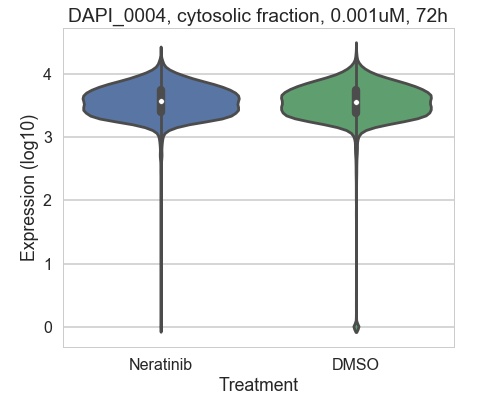 DAPI_0004, cytosolic fraction, 0.001uM, 72h
Expression (log10)
4
3
2
1
0
Neratinib
DMSO
Treatment